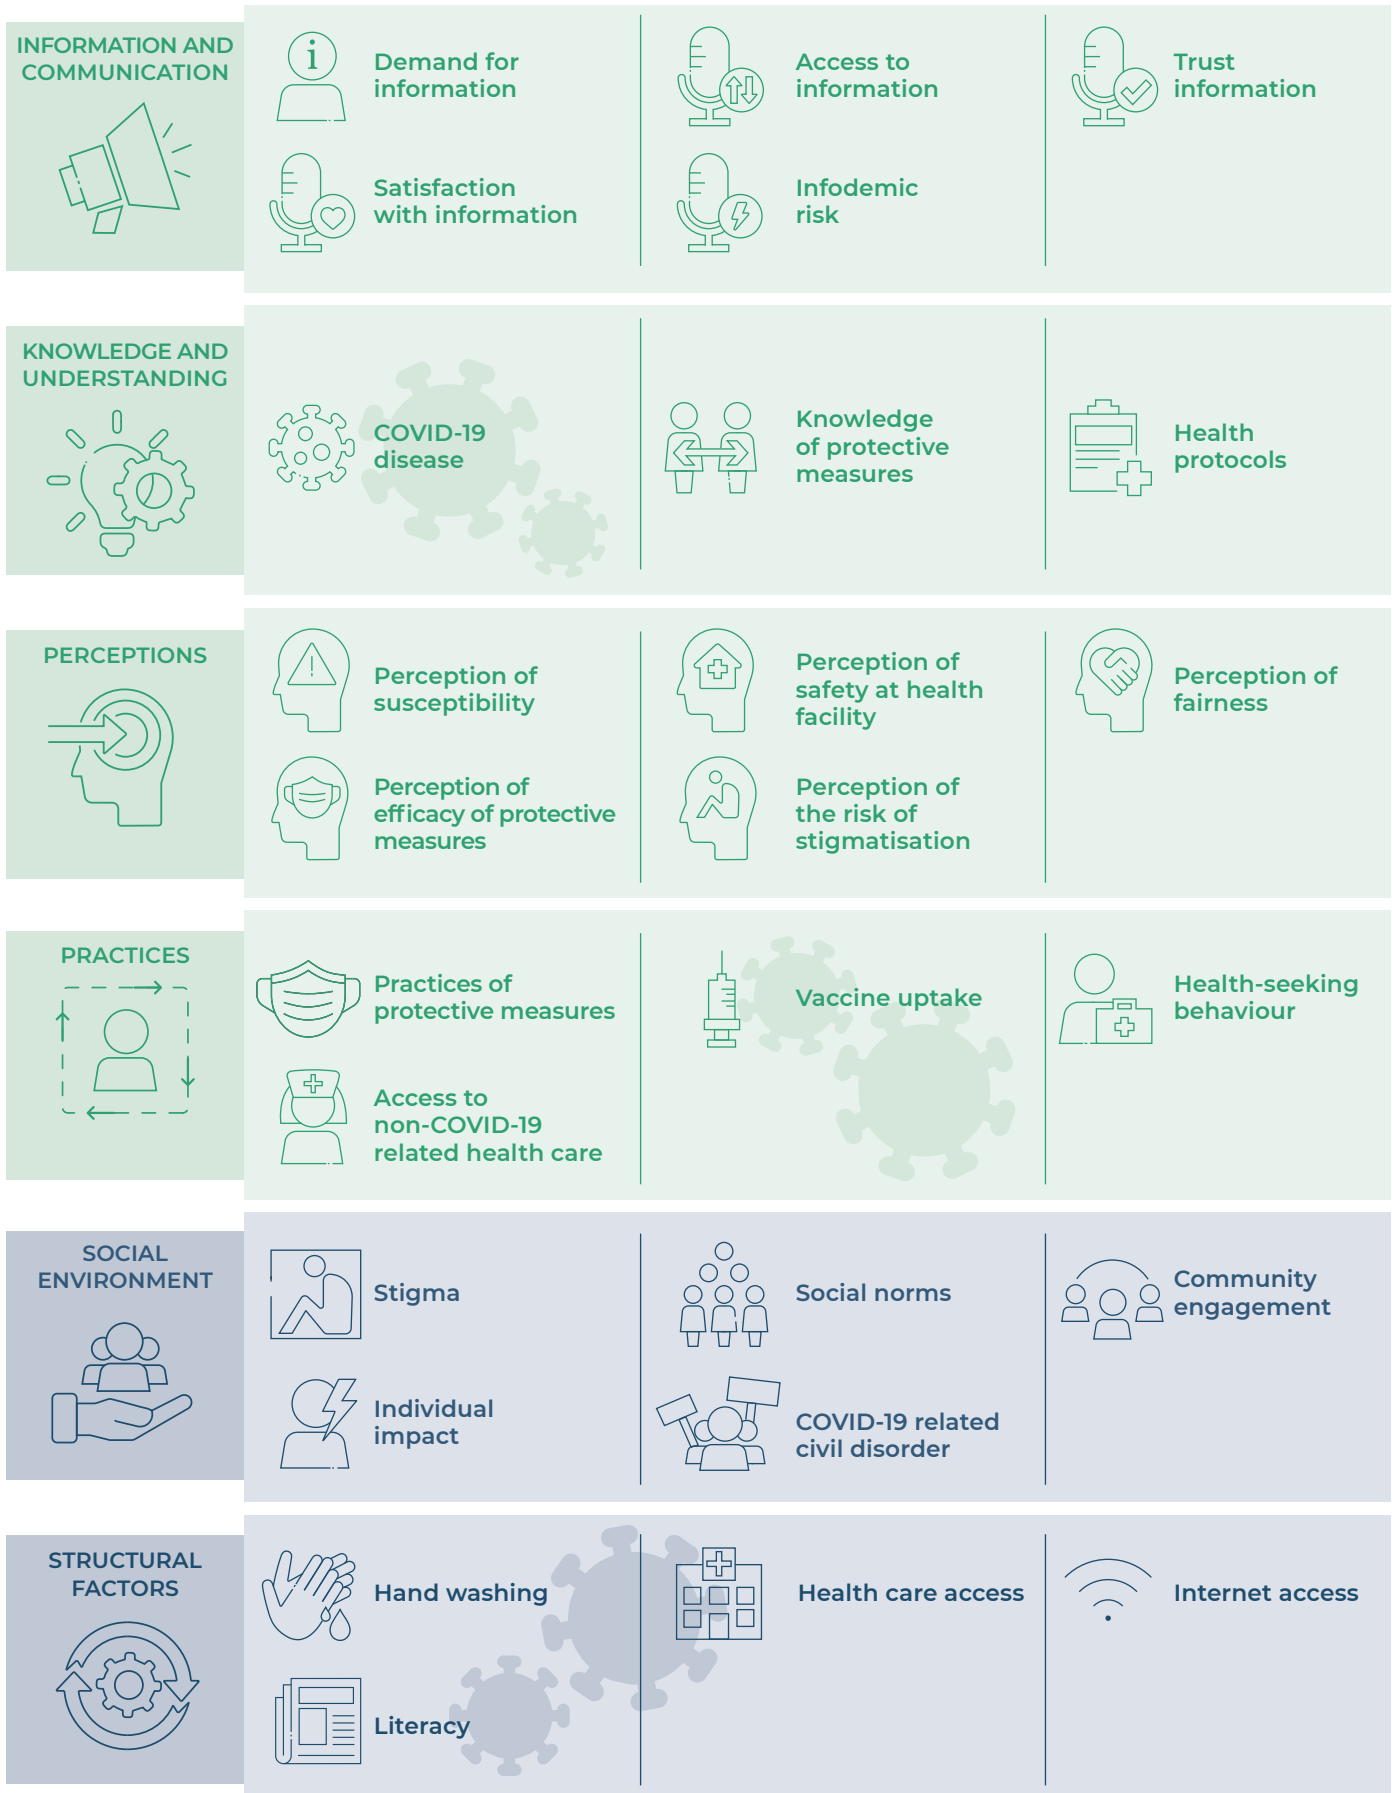 INFORMATION AND
COMMUNICATION
i
Demand for
information
Access to
information
Trust
information
Satisfaction
with information
Infodemic
risk
KNOWLEDGE AND
UNDERSTANDING
COVID-19
disease
Knowledge
of protective
measures
Health
protocols
PERCEPTIONS
Perception of
susceptibility
Perception of
safety at health
facility
Perception of
fairness
Perception of
efficacy of protective
measures
Perception of
the risk of
stigmatisation
PRACTICES
Practices of
protective measures
Vaccine uptake
Health-seeking
behaviour
Access to
non-COVID-19
related health care
SOCIAL
ENVIRONMENT
Stigma
Social norms
Community
engagement
Individual
impact
COVID-19 related
civil disorder
STRUCTURAL
FACTORS
Hand washing
Health care access
Internet access
Literacy